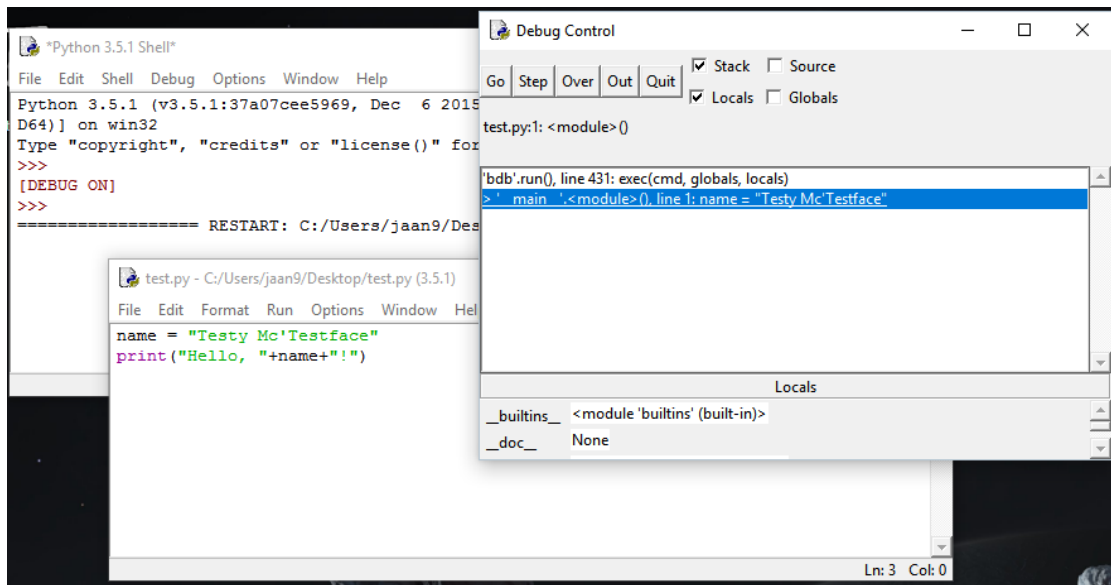 *Python 3.5.1 Shell*
File Edit Shell Debug Options Window Help
Python 3.5.1 (v3.5.1:37a07cee5969, Dec  6 2015
D64)] on win32
Type "copyright", "credits" or "license()" for
>>>
[DEBUG ON]
>>>
=================== RESTART: C:/Users/jaan9/Des
test.py - C:/Users/jaan9/Desktop/test.py (3.5.1)
File Edit Format Run Options Window Hel
name = "Testy Mc'Testface"
print("Hello, "+name+"!")
Ln: 3 Col: 0
Debug Control
Go Step Over Out Quit Stack Source
Locals Globals
test.py:1: <module>()
'bdb'.run(), line 431: exec(cmd, globals, locals)
> '__main__'.<module>(), line 1: name = "Testy Mc'Testface"
Locals
__builtins__ <module 'builtins' (built-in)>
__doc__ None